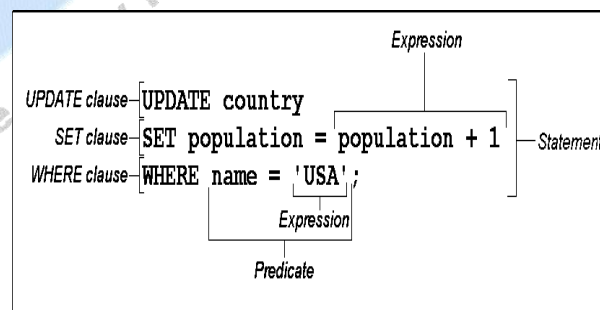 Expression
UPDATE clause UPDATE country
SET clause SET population = population + 1 Statement
WHERE clause WHERE name = 'USA';
Expression
Predicate